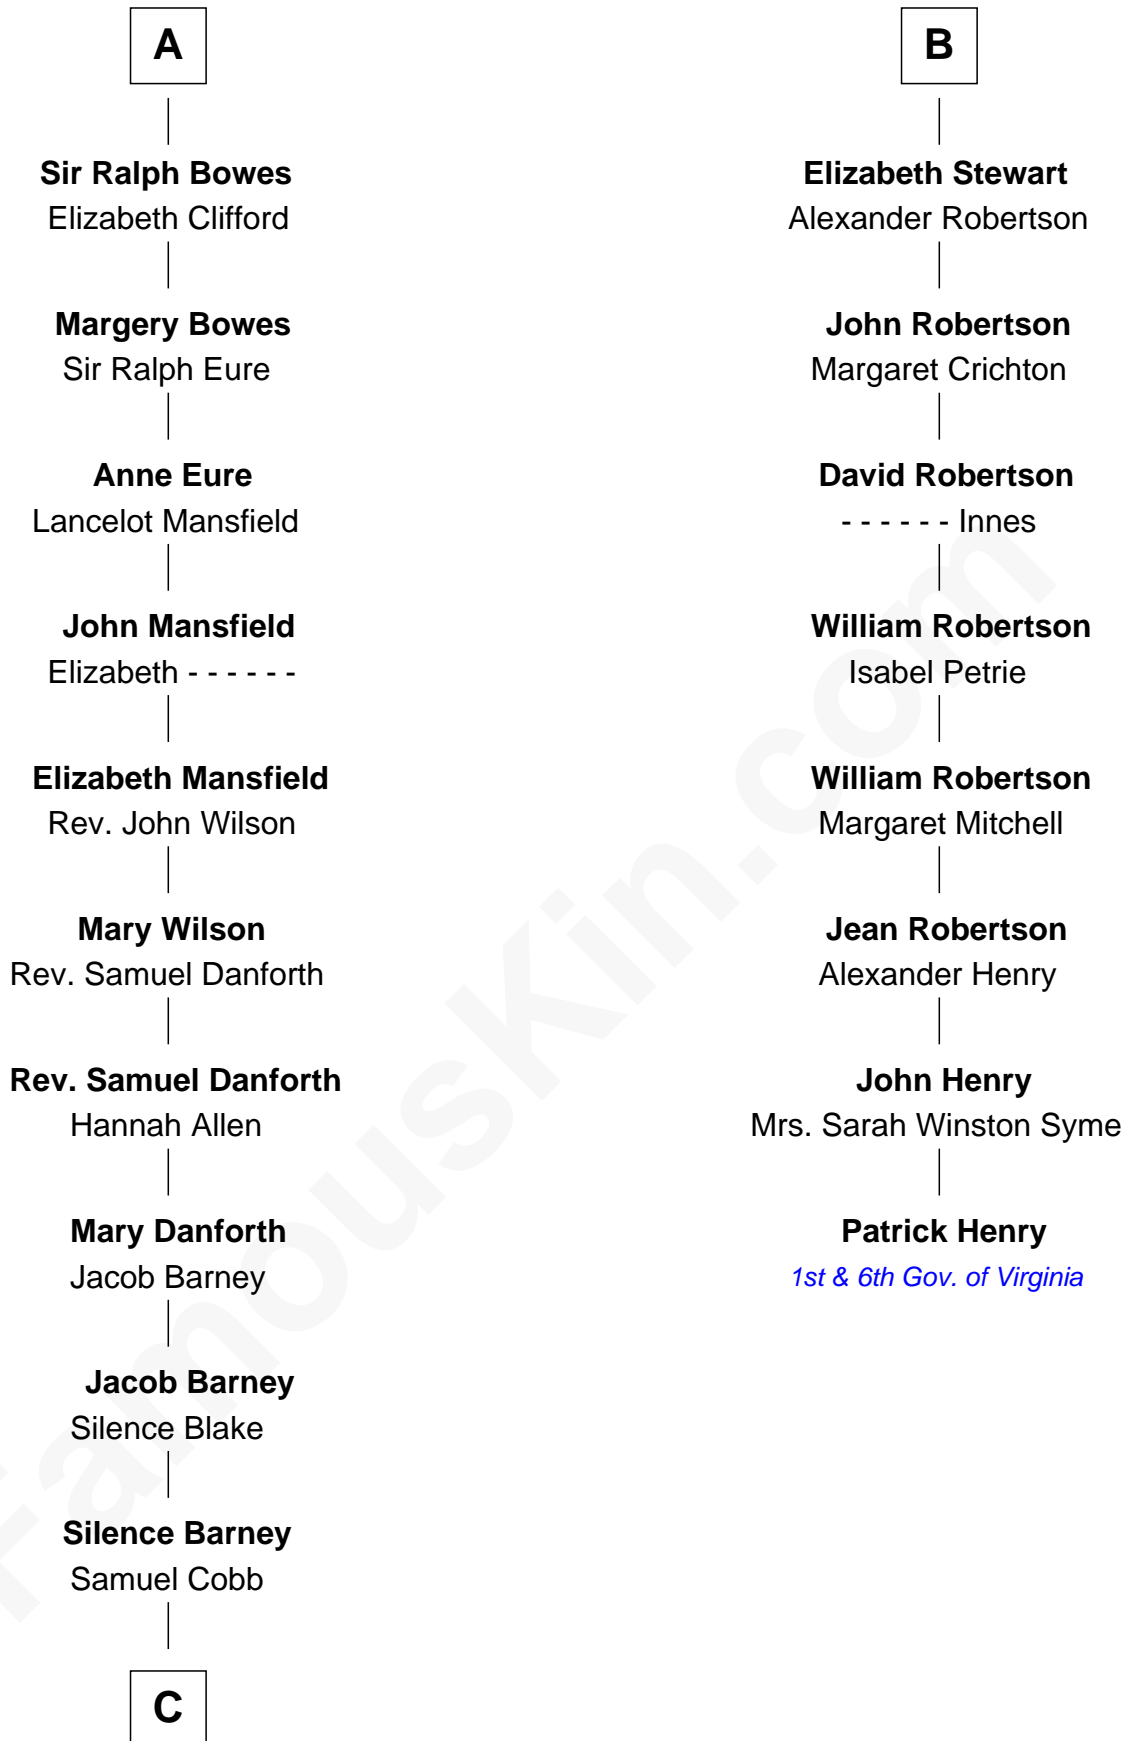 A
Sir Ralph Bowes
Elizabeth Clifford
Margery Bowes
Sir Ralph Eure
Anne Eure
Lancelot Mansfield
John Mansfield
Elizabeth - - - - - -
Elizabeth Mansfield
Rev. John Wilson
Mary Wilson
Rev. Samuel Danforth
Rev. Samuel Danforth
Hannah Allen
Mary Danforth
Jacob Barney
Jacob Barney
Silence Blake
Silence Barney
Samuel Cobb
C
B
Elizabeth Stewart
Alexander Robertson
John Robertson
Margaret Crichton
David Robertson
- - - - - - Innes
William Robertson
Isabel Petrie
William Robertson
Margaret Mitchell
Jean Robertson
Alexander Henry
John Henry
Mrs. Sarah Winston Syme
Patrick Henry
1st & 6th Gov. of Virginia
FamousKin.com